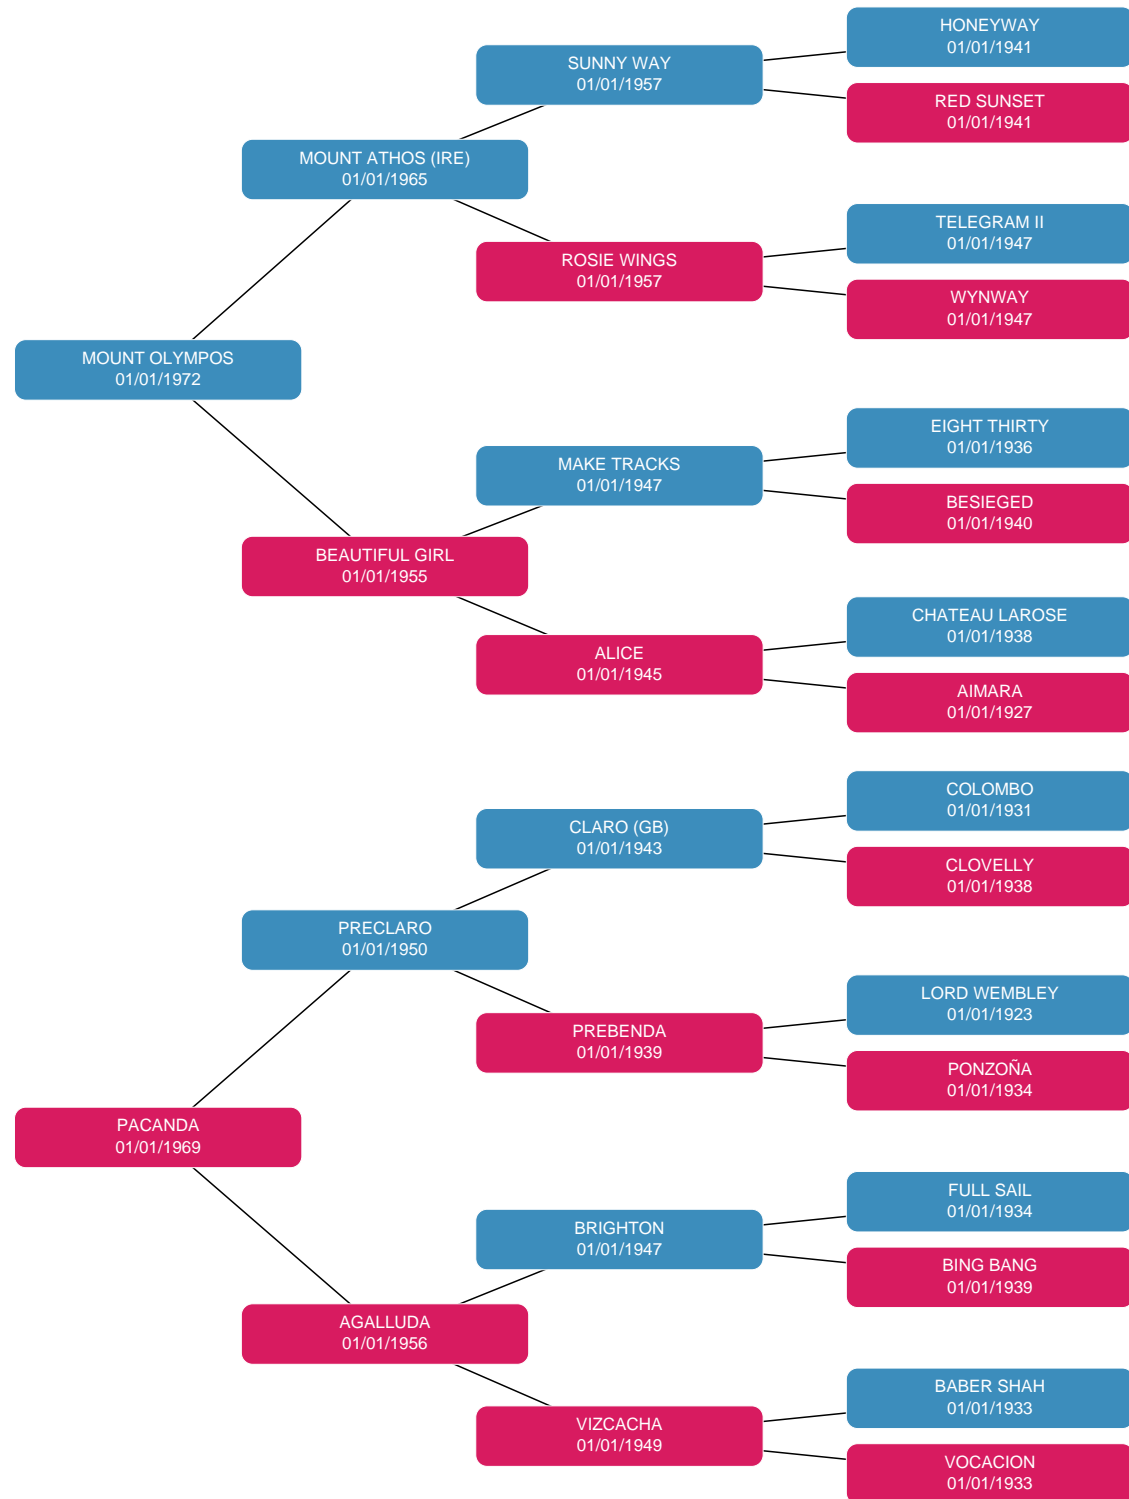 HONEYWAY
01/01/1941
SUNNY WAY
01/01/1957
RED SUNSET
01/01/1941
MOUNT ATHOS (IRE)
01/01/1965
TELEGRAM II
01/01/1947
ROSIE WINGS
01/01/1957
WYNWAY
01/01/1947
MOUNT OLYMPOS
01/01/1972
EIGHT THIRTY
01/01/1936
MAKE TRACKS
01/01/1947
BESIEGED
01/01/1940
BEAUTIFUL GIRL
01/01/1955
CHATEAU LAROSE
01/01/1938
ALICE
01/01/1945
AIMARA
01/01/1927
COLOMBO
01/01/1931
CLARO (GB)
01/01/1943
CLOVELLY
01/01/1938
PRECLARO
01/01/1950
LORD WEMBLEY
01/01/1923
PREBENDA
01/01/1939
PONZOÑA
01/01/1934
PACANDA
01/01/1969
FULL SAIL
01/01/1934
BRIGHTON
01/01/1947
BING BANG
01/01/1939
AGALLUDA
01/01/1956
BABER SHAH
01/01/1933
VIZCACHA
01/01/1949
VOCACION
01/01/1933